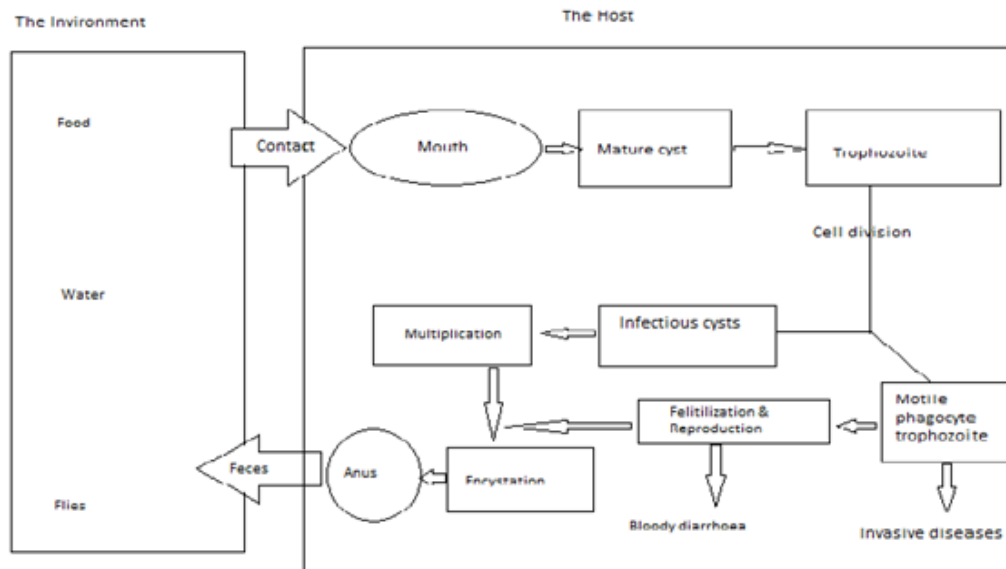 The Invironment
The Host
Food
Contact
Mouth
Mature cyst
Trophozoite
Cell division
Water
Multiplication
Infectious cysts
Felitilization &
Reproduction
Motile
phagocyte
trophozoite
Feces
Anus
Encystation
Flies
Bloody diarrhoea
Invasive diseases